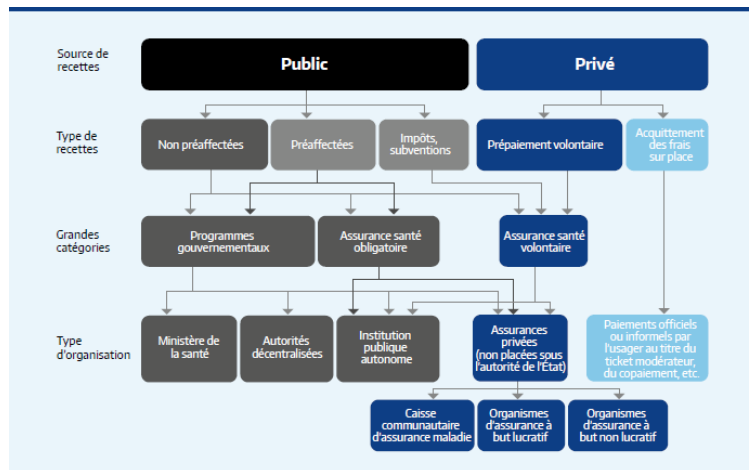 Source de
recettes
Public
Privé
Type de
recettes
Non préaffectées
Préaffectées
Impôts,
subventions
Prépaiement volontaire
Acquittement
des frais
sur place
Grandes
catégories
Programmes
gouvernementaux
Assurance santé
obligatoire
Assurance santé
volontaire
Type
d'organisation
Ministère de
la santé
Autorités
décentralisées
Institution
publique
autonome
Assurances
privées
(non placées sous
l'autorité de l'État)
Paiements officiels
ou informels par
l'usager au titre du
ticket modérateur,
du copaiement, etc.
Caisse
communautaire
d'assurance maladie
Organismes
d'assurance à
but lucratif
Organismes
d'assurance à
but non lucratif